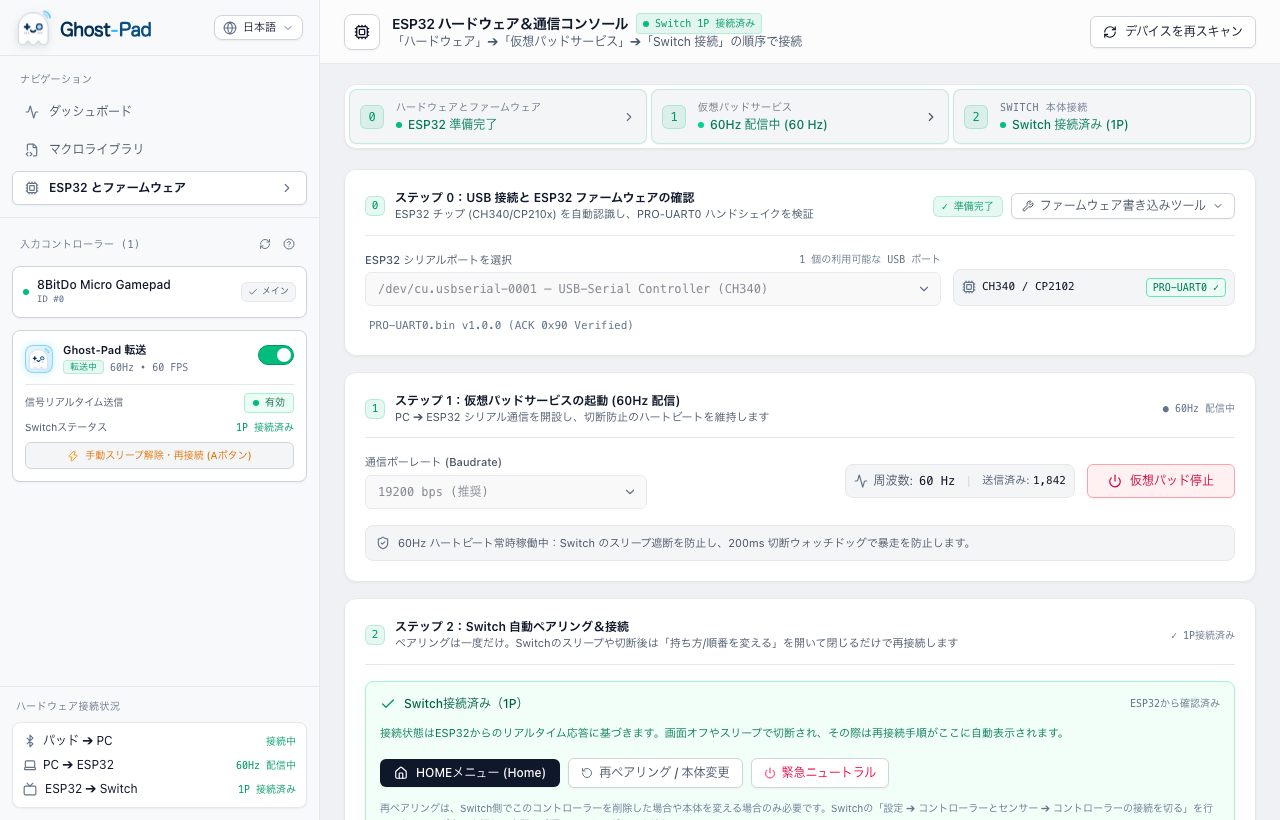 Ghost-Pad
日本語
ナビゲーション
ダッシュボード
マクロライブラリ
ESP32 とファームウェア
入力コントローラー (1)
8BitDo Micro Gamepad
ID #0
メイン
Ghost-Pad 転送
転送中 60Hz • 60 FPS
信号リアルタイム送信
有効
Switchステータス
1P 接続済み
手動スリープ解除・再接続 (Aボタン)
ハードウェア接続状況
パッド ➔ PC
接続中
PC ➔ ESP32
60Hz 配信中
ESP32 ➔ Switch
1P 接続済み
ESP32 ハードウェア＆通信コンソール
Switch 1P 接続済み
「ハードウェア」➔「仮想パッドサービス」➔「Switch 接続」の順序で接続
デバイスを再スキャン
0
ハードウェアとファームウェア
ESP32 準備完了
1
仮想パッドサービス
60Hz 配信中 (60 Hz)
2
SWITCH 本体接続
Switch 接続済み (1P)
0
ステップ 0：USB 接続と ESP32 ファームウェアの確認
ESP32 チップ (CH340/CP210x) を自動認識し、PRO-UART0 ハンドシェイクを検証
✓ 準備完了
ファームウェア書き込みツール
ESP32 シリアルポートを選択
1 個の利用可能な USB ポート
/dev/cu.usbserial-0001 — USB-Serial Controller (CH340)
CH340 / CP2102
PRO-UART0 ✓
PRO-UART0.bin v1.0.0 (ACK 0x90 Verified)
1
ステップ 1：仮想パッドサービスの起動 (60Hz 配信)
PC ➔ ESP32 シリアル通信を開設し、切断防止のハートビートを維持します
● 60Hz 配信中
通信ボーレート (Baudrate)
19200 bps (推奨)
周波数: 60 Hz | 送信済み: 1,842
仮想パッド停止
60Hz ハートビート常時稼働中：Switch のスリープ遮断を防止し、200ms 切断ウォッチドッグで暴走を防止します。
2
ステップ 2：Switch 自動ペアリング＆接続
ペアリングは一度だけ。Switchのスリープや切断後は「持ち方/順番を変える」を開いて閉じるだけで再接続します
✓ 1P接続済み
Switch接続済み（1P）
ESP32から確認済み
接続状態はESP32からのリアルタイム応答に基づきます。画面オフやスリープで切断され、その際は再接続手順がここに自動表示されます。
HOMEメニュー (Home)
再ペアリング / 本体変更
緊急ニュートラル
再ペアリングは、Switch側でこのコントローラーを削除した場合や本体を変える場合のみ必要です。Switchの「設定 ➔ コントローラーとセンサー ➔ コントローラーの接続を切る」を行